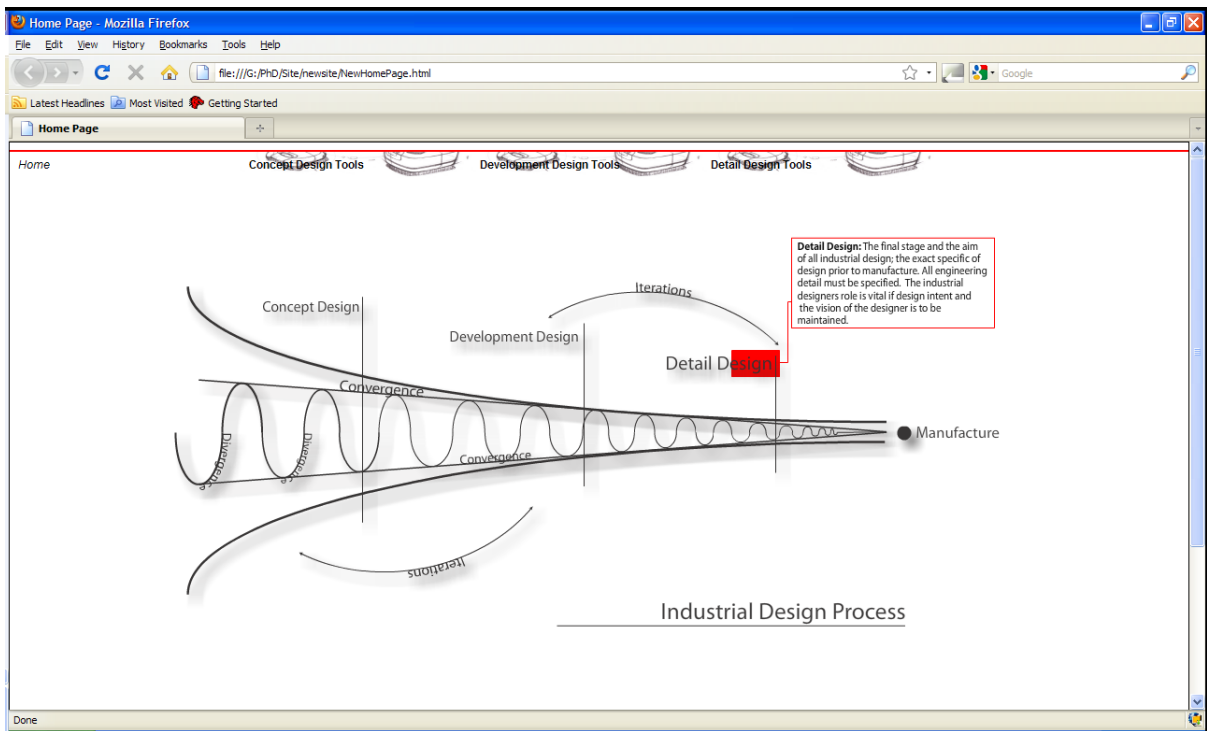 Home Page - Mozilla Firefox
File Edit View History Bookmarks Tools Help
file:///G:/PhD/Site/newsite/NewHomePage.html
Google
Latest Headlines Most Visited Getting Started
Home Page
Home Concept Design Tools Development Design Tools Detail Design Tools
Detail Design: The final stage and the aim
of all industrial design; the exact specific of
design prior to manufacture. All engineering
detail must be specified. The industrial
designers role is vital if design intent and
the vision of the designer is to be
maintained.
Iterations
Concept Design
Development Design
Detail Design
Convergence
Divergence
Divergence
Convergence
Manufacture
Iterations
Industrial Design Process
Done